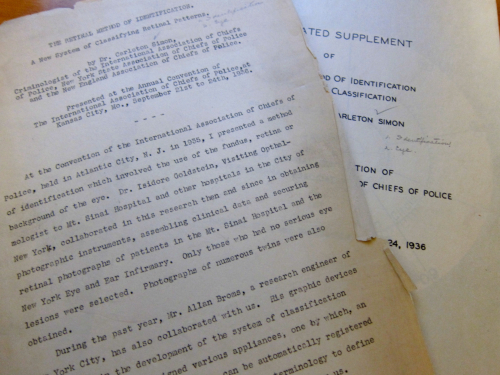 THE RETINAL METHOD OF IDENTIFICATION.
A New System of Classifying Retinal Patterns.
by Dr. Carleton Simon,
Criminologist of the International Association of Chiefs
of Police, New York State Association of Chiefs of Police
and the New England Association of Chiefs of Police.
Presented at the Annual Convention of
The International Association of Chiefs of Police, at
Kansas City, Mo., September 21st to 24th, 1936.
- - - -
At the Convention of the International Association of Chiefs of
Police, held in Atlantic City, N. J. in 1935, I presented a method
of identification which involved the use of the fundus, retina or
background of the eye. Dr. Isidore Goldstein, Visiting Opthal-
mologist to Mt. Sinai Hospital and other hospitals in the City of
New York, collaborated in this research then and since in obtaining
photographic instruments, assembling clinical data and securing
retinal photographs of patients in the Mt. Sinai Hospital and the
New York Eye and Ear Infirmary. Only those who had no serious eye
lesions were selected. Photographs of numerous twins were also
obtained.
During the past year, Mr. Allan Broms, a research engineer of
York City, has also collaborated with us. His graphic devices
in the development of the system of classification
signed various appliances, one by which, an
can be automatically registered
terminology to define
us.
ATED SUPPLEMENT
OF
OD OF IDENTIFICATION
CLASSIFICATION
ARLETON SIMON
TION OF
OF CHIEFS OF POLICE
24, 1936